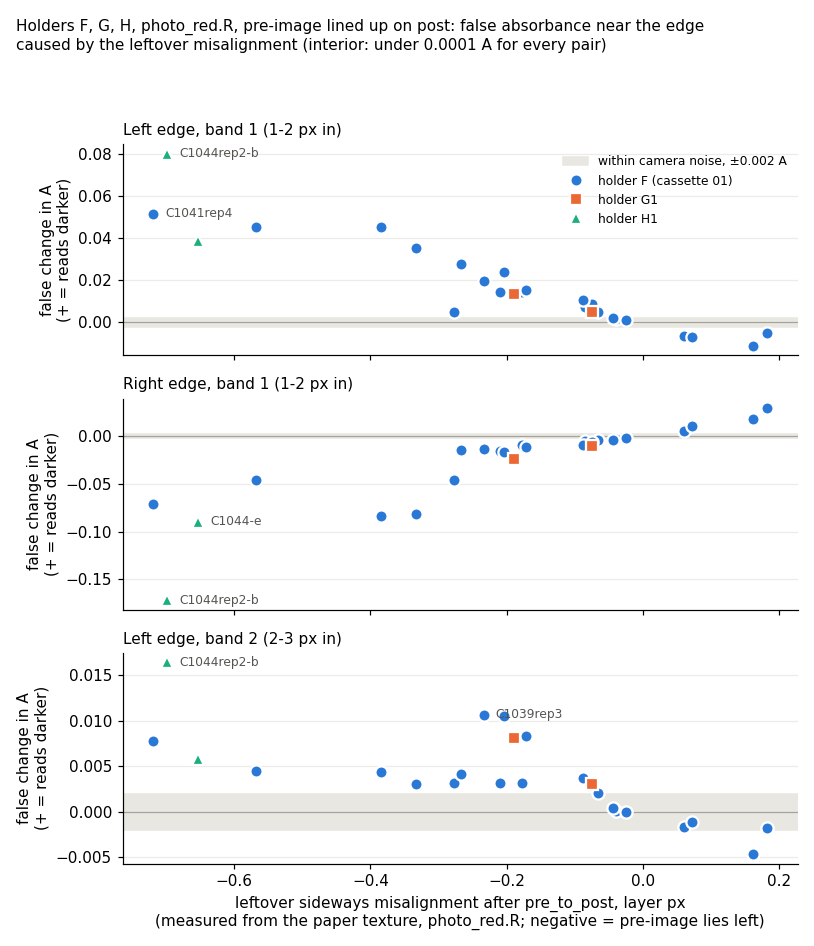 Holders F, G, H, photo_red.R, pre-image lined up on post: false absorbance near the edge
caused by the leftover misalignment (interior: under 0.0001 A for every pair)
Left edge, band 1 (1-2 px in)
false change in A
(+ = reads darker)
0.08
0.06
0.04
0.02
0.00
C1044rep2-b
C1041rep4
within camera noise, ±0.002 A
holder F (cassette 01)
holder G1
holder H1
Right edge, band 1 (1-2 px in)
false change in A
(+ = reads darker)
0.00
−0.05
−0.10
−0.15
C1044-e
C1044rep2-b
Left edge, band 2 (2-3 px in)
false change in A
(+ = reads darker)
0.015
0.010
0.005
0.000
−0.005
C1044rep2-b
C1039rep3
−0.6 −0.4 −0.2 0.0 0.2
leftover sideways misalignment after pre_to_post, layer px
(measured from the paper texture, photo_red.R; negative = pre-image lies left)